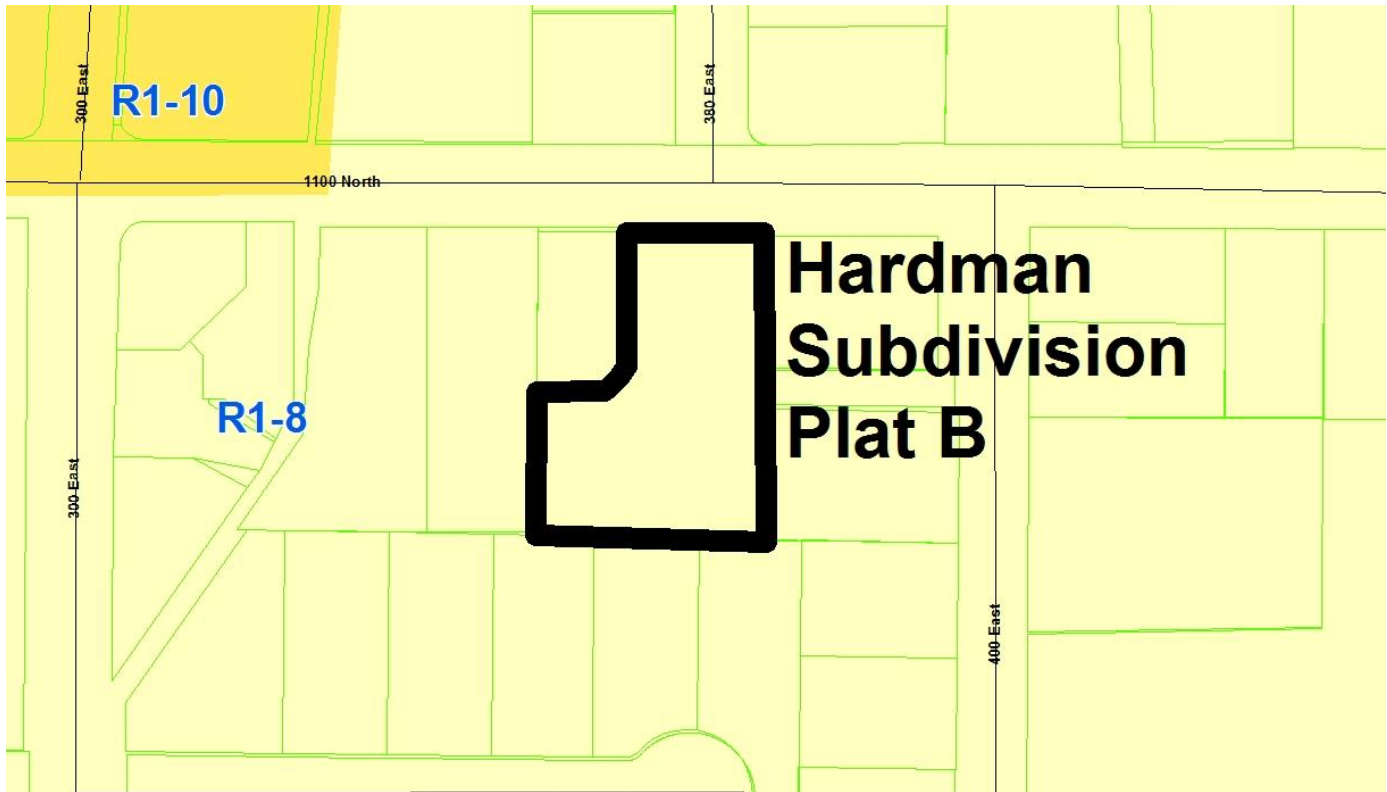 300 East
R1-10
380 East
1100 North
Hardman
Subdivision
Plat B
R1-8
300 East
400 East